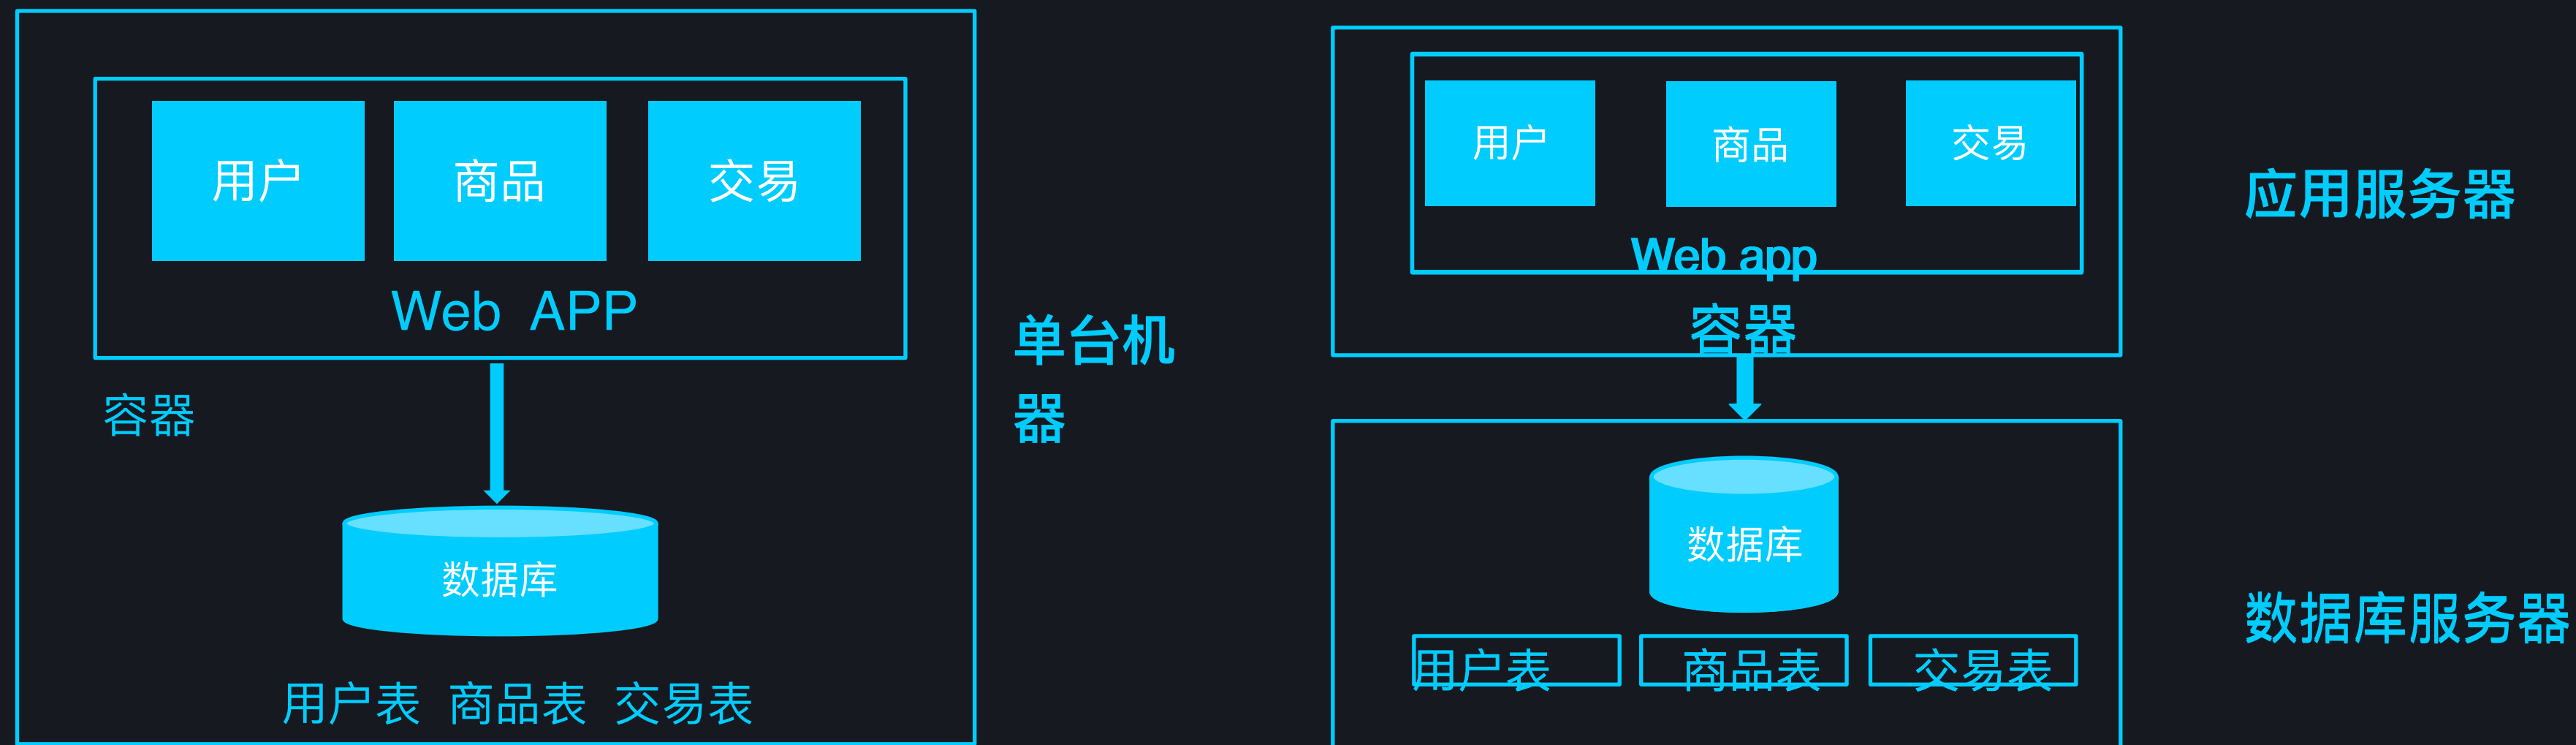 用户 商品 交易
Web APP
容器
数据库
用户表 商品表 交易表
单台机
器
用户 商品 交易
Web app
容器
数据库
用户表 商品表 交易表
应用服务器
数据库服务器